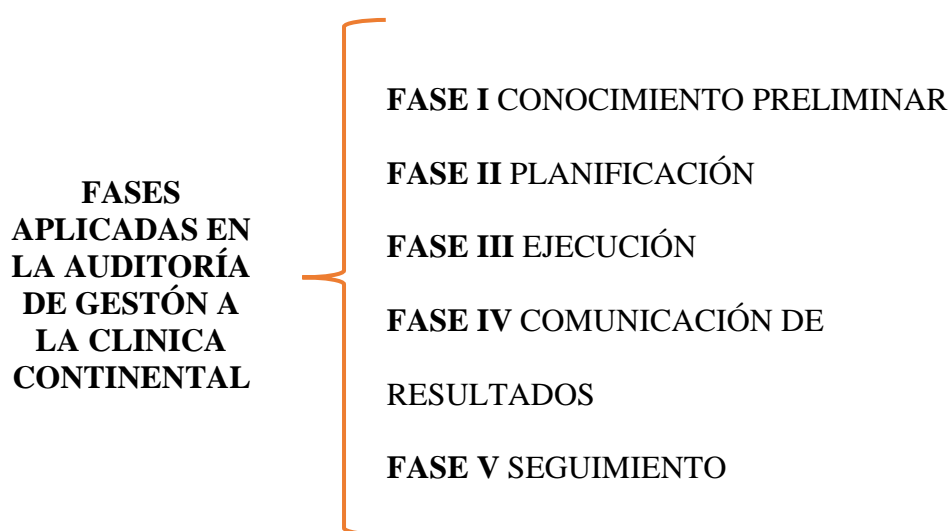 FASES
APLICADAS EN
LA AUDITORÍA
DE GESTÓN A
LA CLINICA
CONTINENTAL
FASE I CONOCIMIENTO PRELIMINAR
FASE II PLANIFICACIÓN
FASE III EJECUCIÓN
FASE IV COMUNICACIÓN DE
RESULTADOS
FASE V SEGUIMIENTO